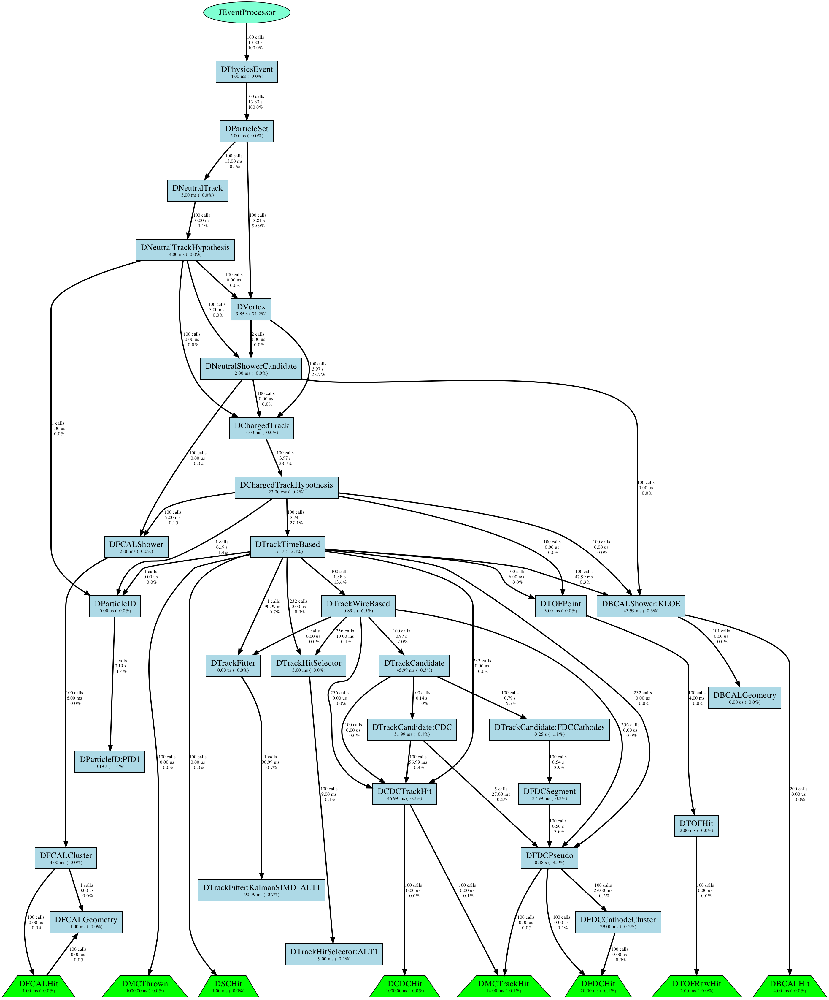 JEventProcessor
100 calls
13.83 s
100.0%
DPhysicsEvent
4.00 ms ( 0.0%)
100 calls
13.83 s
100.0%
DParticleSet
2.00 ms ( 0.0%)
100 calls
13.00 ms
0.1%
DNeutralTrack
3.00 ms ( 0.0%)
100 calls
10.00 ms
0.1%
100 calls
13.81 s
99.9%
DNeutralTrackHypothesis
4.00 ms ( 0.0%)
100 calls
0.00 us
0.0%
DVertex
9.85 s ( 71.2%)
100 calls
3.00 ms
0.0%
100 calls
0.00 us
0.0%
2 calls
0.00 us
0.0%
100 calls
3.97 s
28.7%
DNeutralShowerCandidate
2.00 ms ( 0.0%)
100 calls
0.00 us
0.0%
1 calls
0.00 us
0.0%
DChargedTrack
4.00 ms ( 0.0%)
100 calls
0.00 us
0.0%
100 calls
3.97 s
28.7%
100 calls
0.00 us
0.0%
DChargedTrackHypothesis
23.00 ms ( 0.2%)
100 calls
7.00 ms
0.1%
100 calls
3.74 s
27.1%
1 calls
0.19 s
1.4%
100 calls
0.00 us
0.0%
100 calls
0.00 us
0.0%
DFCALShower
2.00 ms ( 0.0%)
DTrackTimeBased
1.71 s ( 12.4%)
1 calls
0.00 us
0.0%
100 calls
1.88 s
13.6%
100 calls
6.00 ms
0.0%
100 calls
47.99 ms
0.3%
DParticleID
0.00 us ( 0.0%)
1 calls
90.99 ms
0.7%
232 calls
0.00 us
0.0%
DTrackWireBased
0.89 s ( 6.5%)
DTOFPoint
3.00 ms ( 0.0%)
DBCALShower:KLOE
43.99 ms ( 0.3%)
1 calls
0.00 us
0.0%
256 calls
10.00 ms
0.1%
100 calls
0.97 s
7.0%
101 calls
0.00 us
0.0%
1 calls
0.19 s
1.4%
DTrackFitter
0.00 us ( 0.0%)
DTrackHitSelector
5.00 ms ( 0.0%)
DTrackCandidate
45.99 ms ( 0.3%)
232 calls
0.00 us
0.0%
100 calls
6.00 ms
0.0%
256 calls
0.00 us
0.0%
100 calls
0.14 s
1.0%
100 calls
0.79 s
5.7%
232 calls
0.00 us
0.0%
100 calls
4.00 ms
0.0%
DBCALGeometry
0.00 us ( 0.0%)
100 calls
0.00 us
0.0%
DTrackCandidate:CDC
51.99 ms ( 0.4%)
DTrackCandidate:FDCCathodes
0.25 s ( 1.8%)
256 calls
0.00 us
0.0%
DParticleID:PID1
0.19 s ( 1.4%)
100 calls
0.00 us
0.0%
100 calls
0.00 us
0.0%
1 calls
90.99 ms
0.7%
100 calls
56.99 ms
0.4%
100 calls
0.54 s
3.9%
100 calls
9.00 ms
0.1%
DCDCTrackHit
46.99 ms ( 0.3%)
5 calls
27.00 ms
0.2%
DFDCSegment
37.99 ms ( 0.3%)
200 calls
0.00 us
0.0%
100 calls
0.50 s
3.6%
DTOFHit
2.00 ms ( 0.0%)
DFCALCluster
4.00 ms ( 0.0%)
DFDCPseudo
0.48 s ( 3.5%)
1 calls
0.00 us
0.0%
DTrackFitter:KalmanSIMD_ALT1
90.99 ms ( 0.7%)
100 calls
0.00 us
0.0%
100 calls
0.00 us
0.1%
100 calls
29.00 ms
0.2%
100 calls
0.00 us
0.0%
100 calls
0.00 us
0.0%
DFCALGeometry
1.00 ms ( 0.0%)
100 calls
0.00 us
0.0%
100 calls
0.00 us
0.1%
DFDCCathodeCluster
29.00 ms ( 0.2%)
100 calls
0.00 us
0.0%
DTrackHitSelector:ALT1
9.00 ms ( 0.1%)
100 calls
0.00 us
0.0%
DFCALHit
1.00 ms ( 0.0%)
DMCThrown
1000.00 us ( 0.0%)
DSCHit
1.00 ms ( 0.0%)
DCDCHit
1000.00 us ( 0.0%)
DMCTrackHit
14.00 ms ( 0.1%)
DFDCHit
20.00 ms ( 0.1%)
DTOFRawHit
2.00 ms ( 0.0%)
DBCALHit
4.00 ms ( 0.0%)